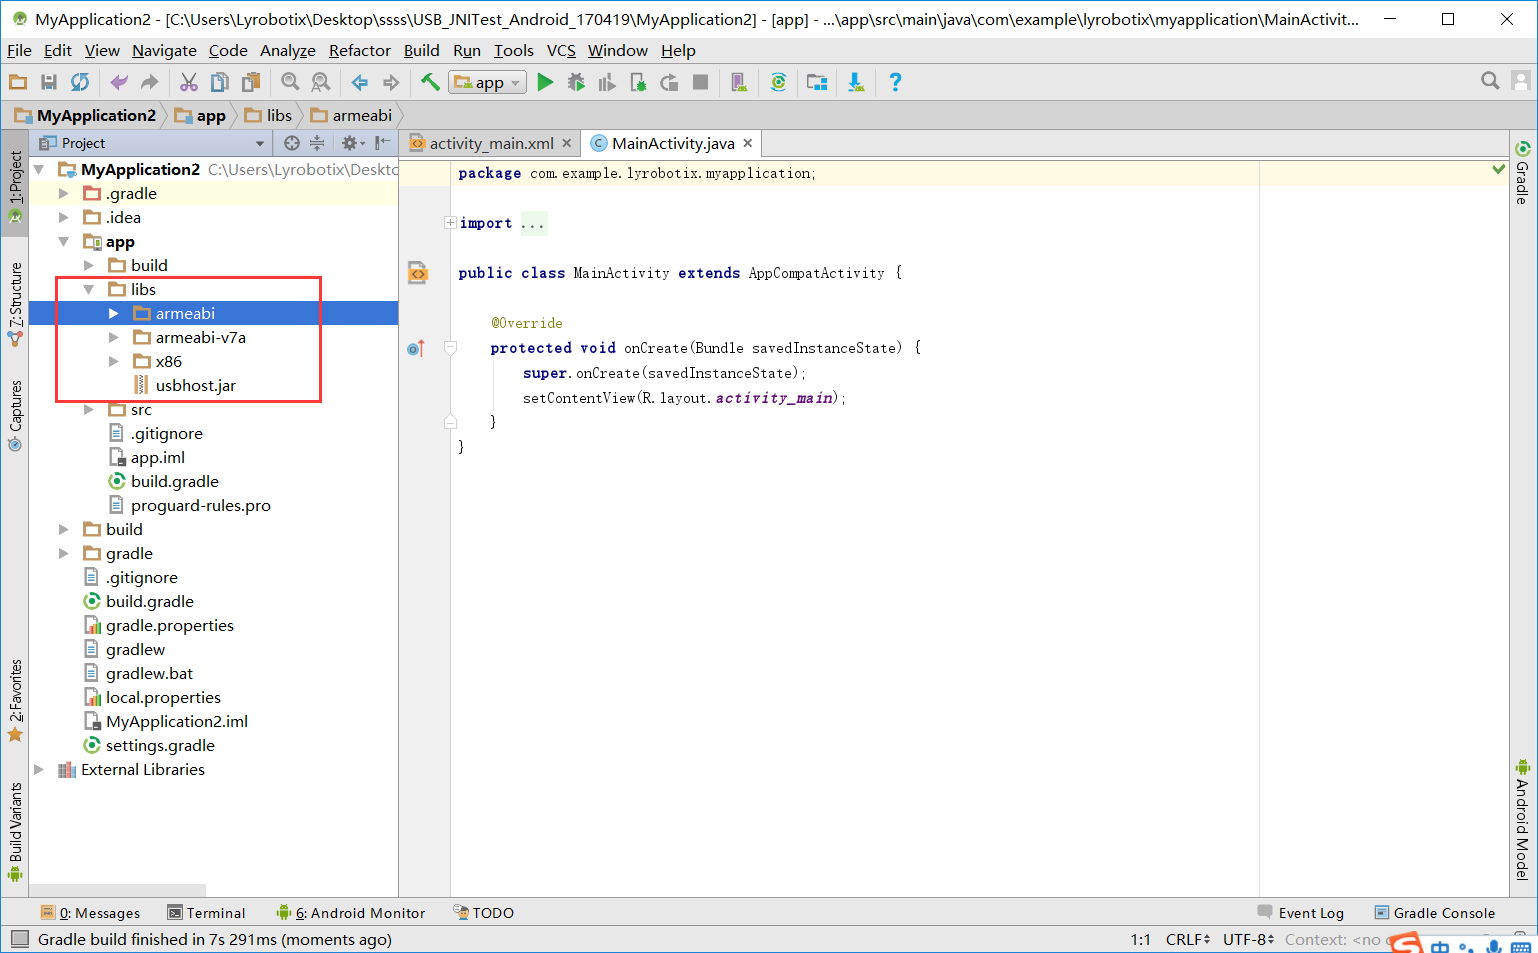 MyApplication2 - [C:\Users\Lyrobotix\Desktop\ssss\USB_JNITest_Android_170419\MyApplication2] - [app] - ...\app\src\main\java\com\example\lyrobotix\myapplication\MainActivit...
File Edit View Navigate Code Analyze Refactor Build Run Tools VCS Window Help
app
MyApplication2 app libs armeabi
Project
activity_main.xml
MainActivity.java
1: Project
7: Structure
Captures
2: Favorites
Build Variants
MyApplication2 C:\Users\Lyrobotix\Deskto
.gradle
.idea
app
build
libs
armeabi
armeabi-v7a
x86
usbhost.jar
src
.gitignore
app.iml
build.gradle
proguard-rules.pro
build
gradle
.gitignore
build.gradle
gradle.properties
gradlew
gradlew.bat
local.properties
MyApplication2.iml
settings.gradle
External Libraries
package com.example.lyrobotix.myapplication;
import ...
public class MainActivity extends AppCompatActivity {
@Override
protected void onCreate(Bundle savedInstanceState) {
super.onCreate(savedInstanceState);
setContentView(R.layout.activity_main);
}
}
Gradle
Android Model
0: Messages Terminal 6: Android Monitor TODO Event Log Gradle Console
Gradle build finished in 7s 291ms (moments ago) 1:1 CRLF UTF-8 Context: <no
中